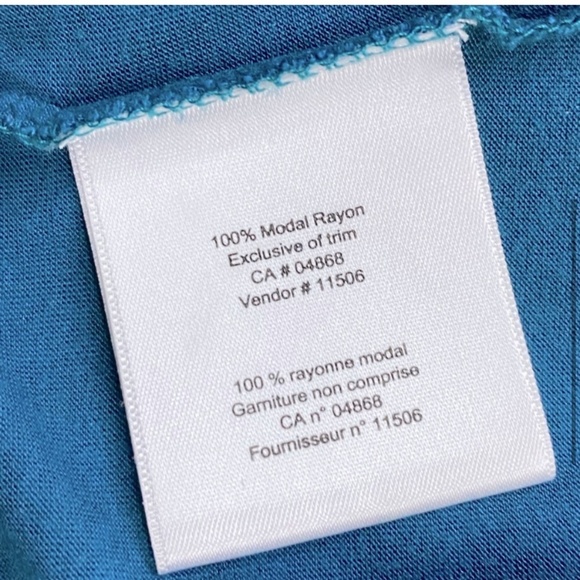 100% Modal Rayon
Exclusive of trim
CA # 04868
Vendor # 11506
100 % rayonne modal
Garniture non comprise
CA n° 04868
Fournisseur n° 11506